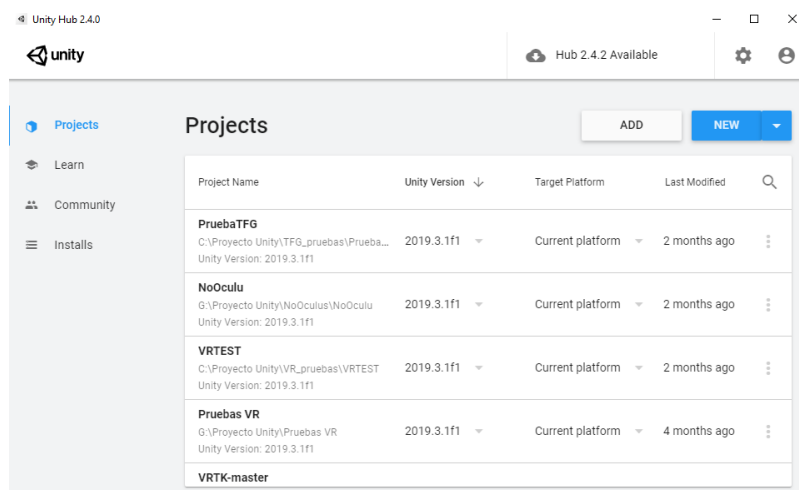 Unity Hub 2.4.0
unity
Hub 2.4.2 Available
Projects
Learn
Community
Installs
Projects
ADD
NEW
Project Name Unity Version Target Platform Last Modified
PruebaTFG
C:\Proyecto Unity\TFG_pruebas\Prueba...
Unity Version: 2019.3.1f1
2019.3.1f1 Current platform 2 months ago
NoOculu
G:\Proyecto Unity\NoOculus\NoOculu
Unity Version: 2019.3.1f1
2019.3.1f1 Current platform 2 months ago
VRTEST
C:\Proyecto Unity\VR_pruebas\VRTEST
Unity Version: 2019.3.1f1
2019.3.1f1 Current platform 2 months ago
Pruebas VR
G:\Proyecto Unity\Pruebas VR
Unity Version: 2019.3.1f1
2019.3.1f1 Current platform 4 months ago
VRTK-master